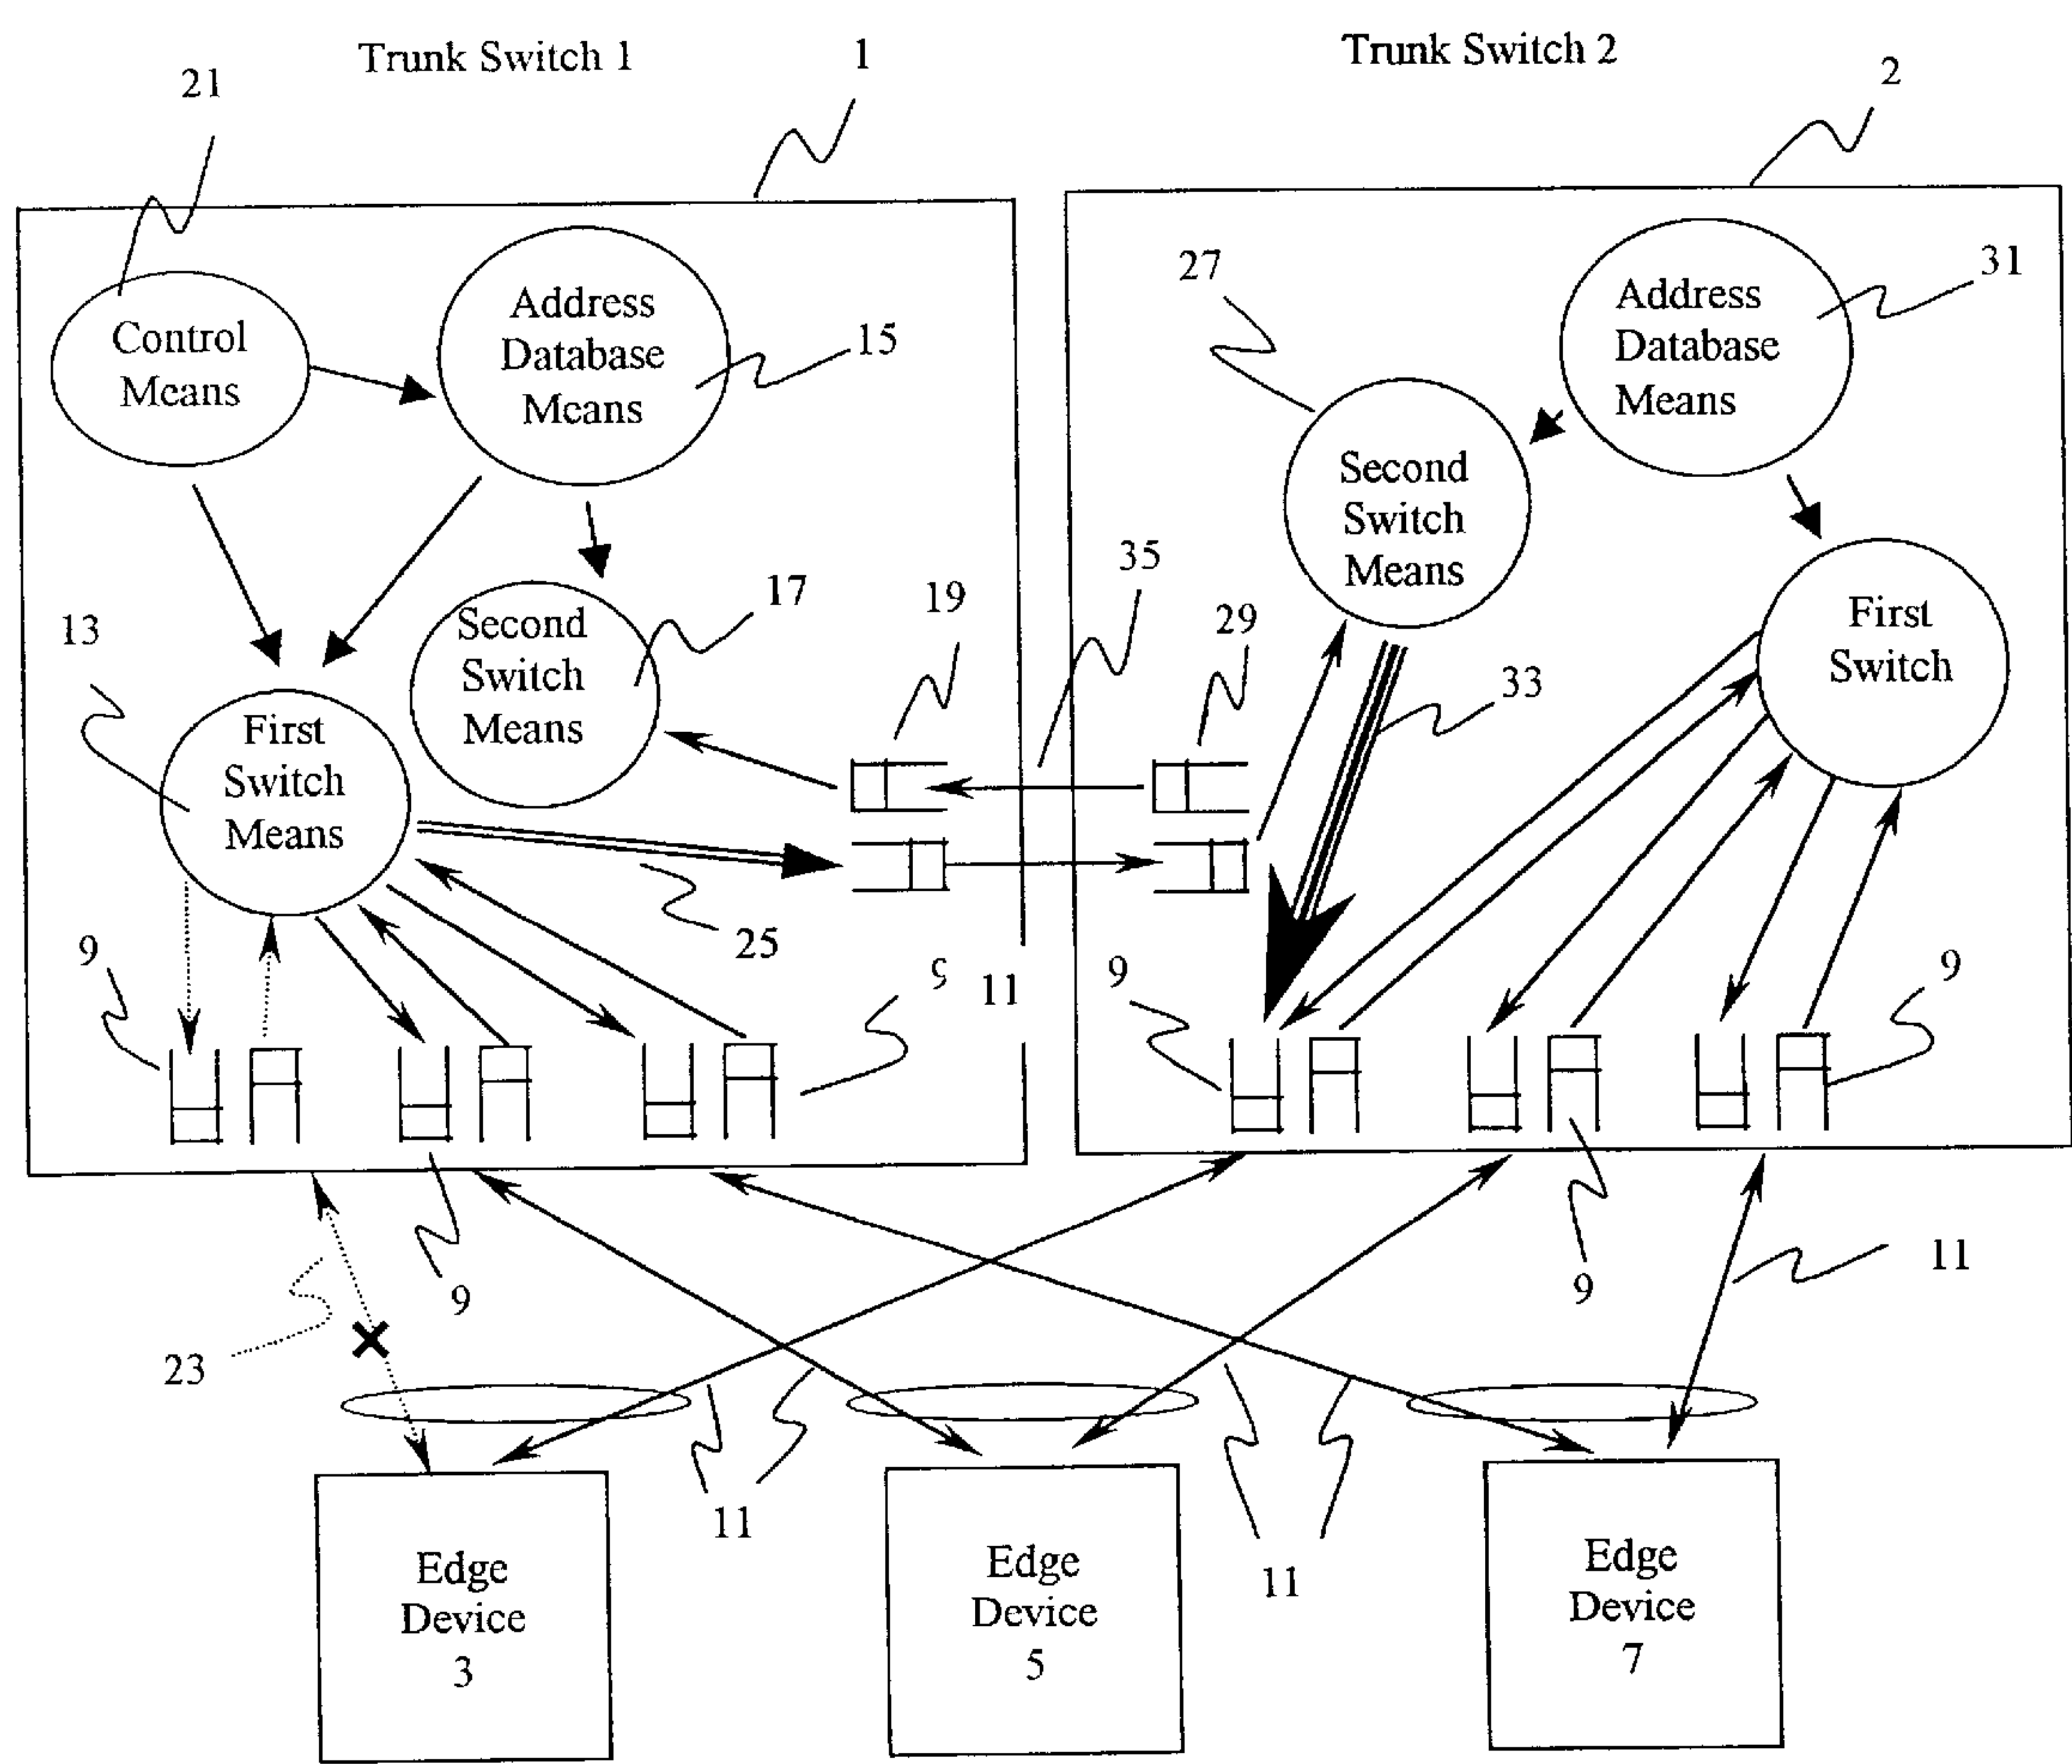 Trunk Switch 1
1
Trunk Switch 2
2
21
Control
Means
Address
Database
Means
15
27
Address
Database
Means
31
Second
Switch
Means
35
13
Second
Switch
Means
17
19
29
First
Switch
33
First
Switch
Means
25
9
9
11
9
9
9
9
11
23
11
11
Edge
Device
3
Edge
Device
5
Edge
Device
7